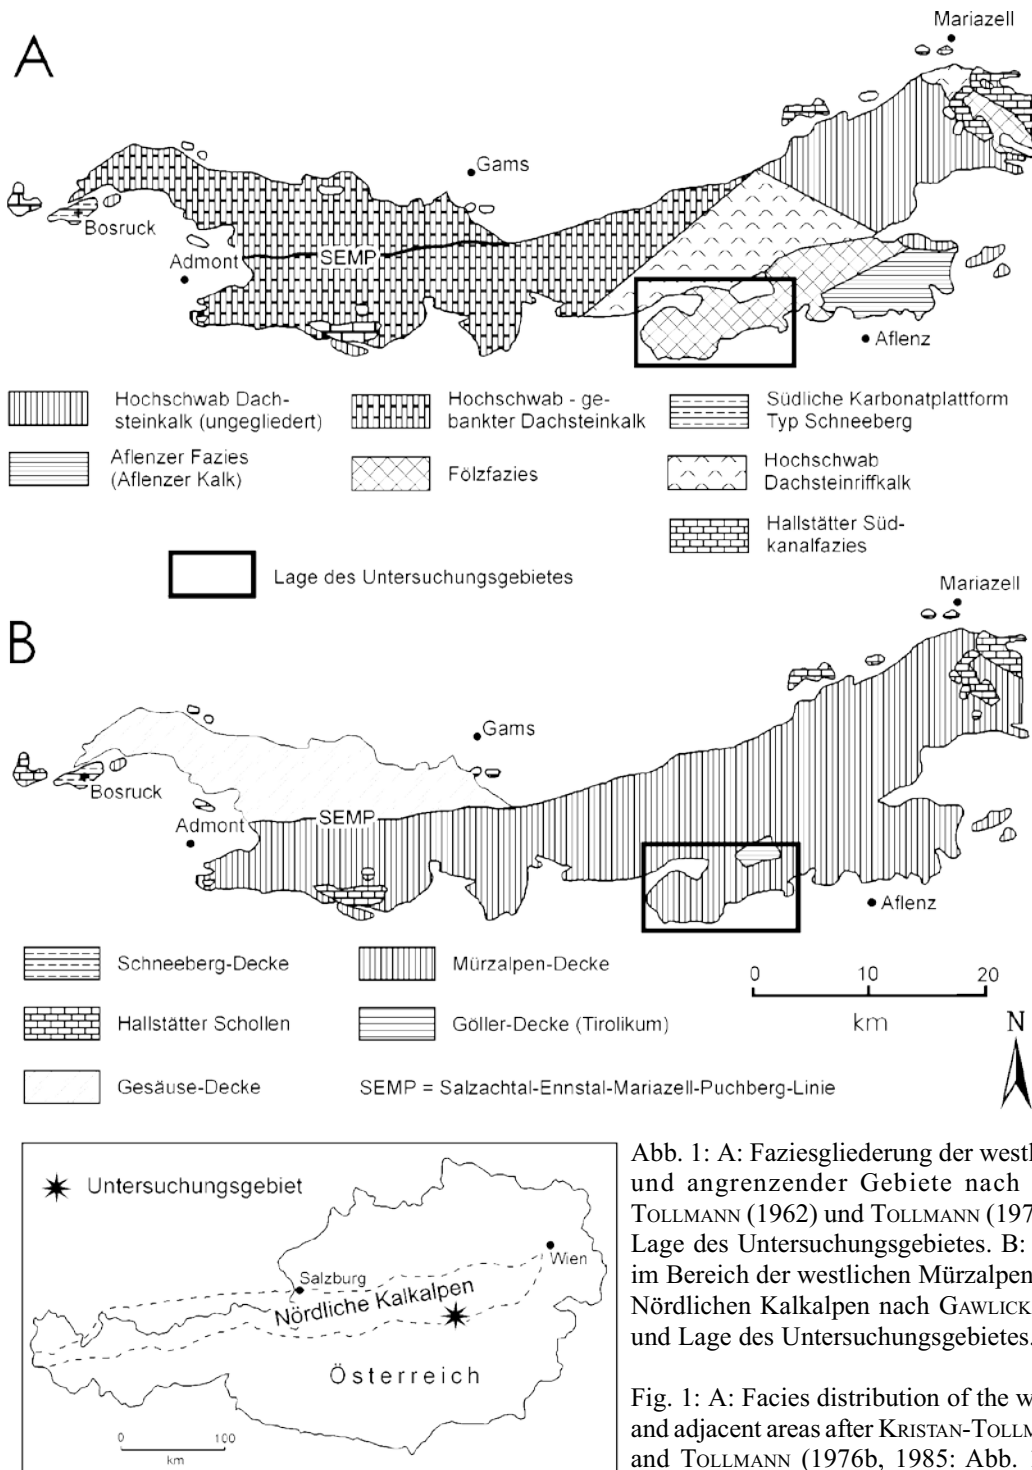 A
Mariazell
Gams
Bosruck
Admont
SEMP
Aflenz
Hochschwab Dach-
steinkalk (ungegliedert)
Hochschwab - ge-
bankter Dachsteinkalk
Südliche Karbonatplattform
Typ Schneeberg
Aflenzer Fazies
(Aflenzer Kalk)
Fölzfazies
Hochschwab
Dachsteinriffkalk
Hallstätter Süd-
kanalfazies
Lage des Untersuchungsgebietes
B
Mariazell
Gams
Bosruck
Admont
SEMP
Aflenz
Schneeberg-Decke
Mürzalpen-Decke
Hallstätter Schollen
Göller-Decke (Tirolikum)
Gesäuse-Decke
SEMP = Salzachtal-Ennstal-Mariazell-Puchberg-Linie
0 10 20
km
N
Untersuchungsgebiet
Wien
Salzburg
Nördliche Kalkalpen
Österreich
0 100
km
Abb. 1: A: Faziesgliederung der westl
und angrenzender Gebiete nach
TOLLMANN (1962) und TOLLMANN (197
Lage des Untersuchungsgebietes. B:
im Bereich der westlichen Mürzalpen
Nördlichen Kalkalpen nach GAWLICK
und Lage des Untersuchungsgebietes.
Fig. 1: A: Facies distribution of the w
and adjacent areas after KRISTAN-TOLLM
and TOLLMANN (1976b, 1985: Abb.